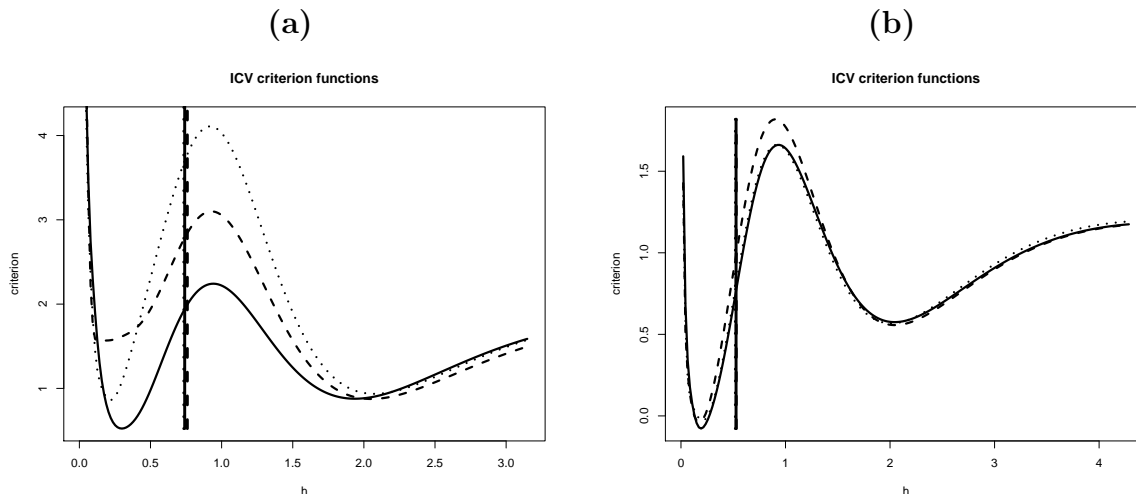 (a)
ICV criterion functions
criterion
4
3
2
1
0.0 0.5 1.0 1.5 2.0 2.5 3.0
h
(b)
ICV criterion functions
criterion
1.5
1.0
0.5
0.0
0 1 2 3 4
h